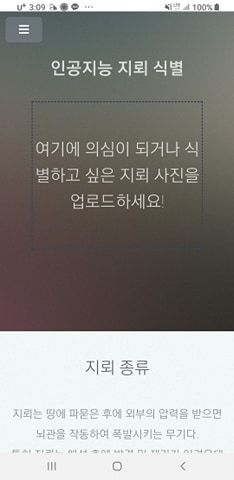 U+ 3:09 LTE 100%
인공지능 지뢰 식별
여기에 의심이 되거나 식
별하고 싶은 지뢰 사진을
업로드하세요!
지뢰 종류
지뢰는 땅에 파묻은 후에 외부의 압력을 받으면
뇌관을 작동하여 폭발시키는 무기다.